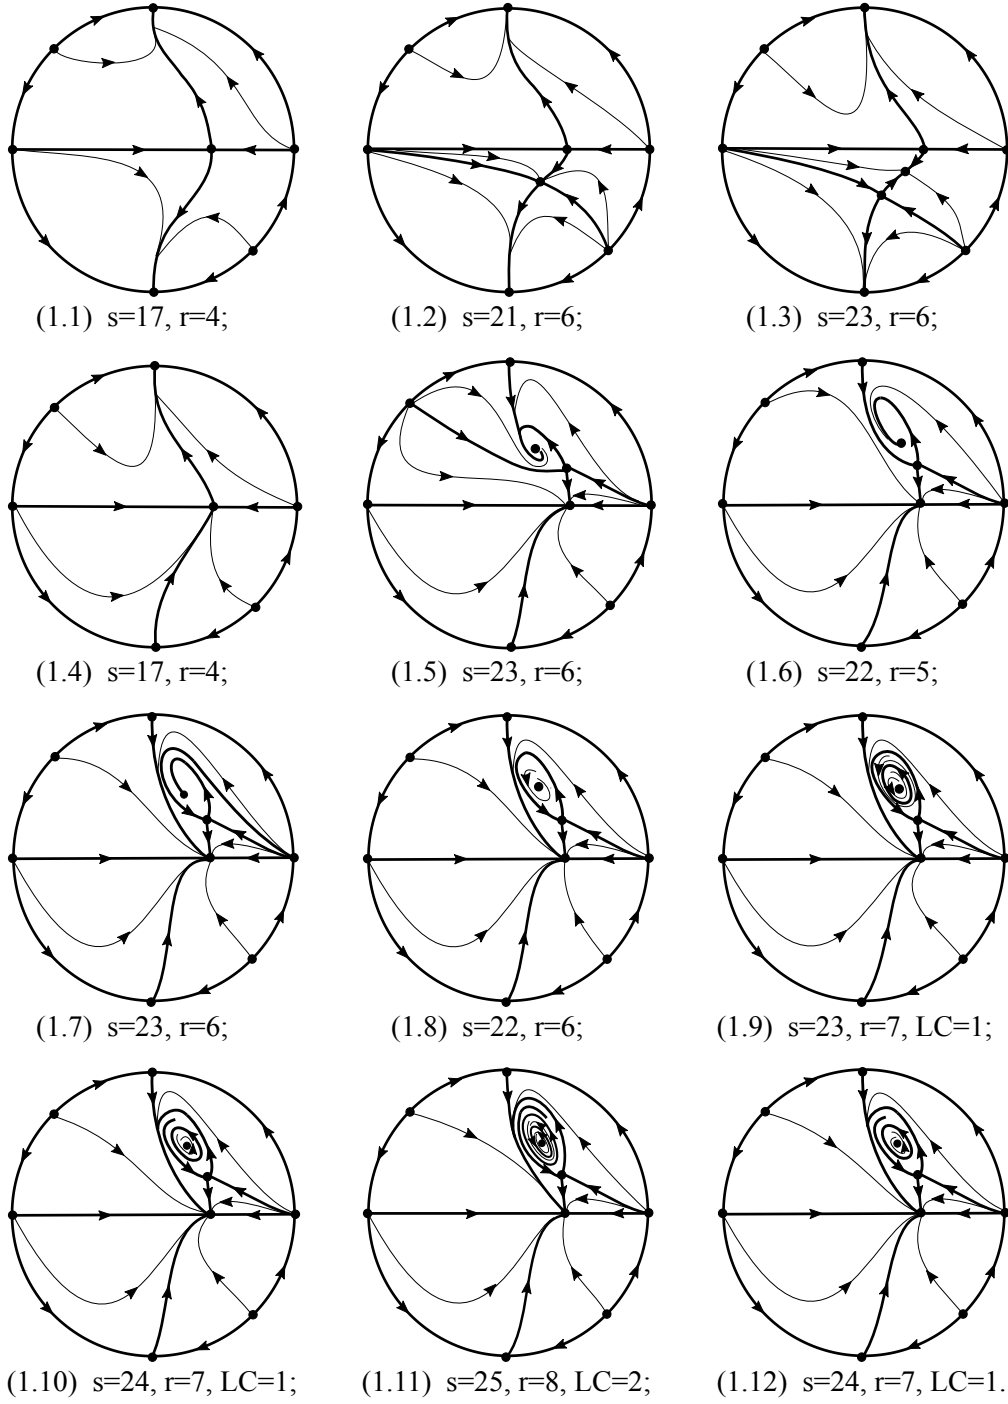 (1.1) s=17, r=4; (1.2) s=21, r=6; (1.3) s=23, r=6;
(1.4) s=17, r=4; (1.5) s=23, r=6; (1.6) s=22, r=5;
(1.7) s=23, r=6; (1.8) s=22, r=6; (1.9) s=23, r=7, LC=1;
(1.10) s=24, r=7, LC=1; (1.11) s=25, r=8, LC=2; (1.12) s=24, r=7, LC=1.